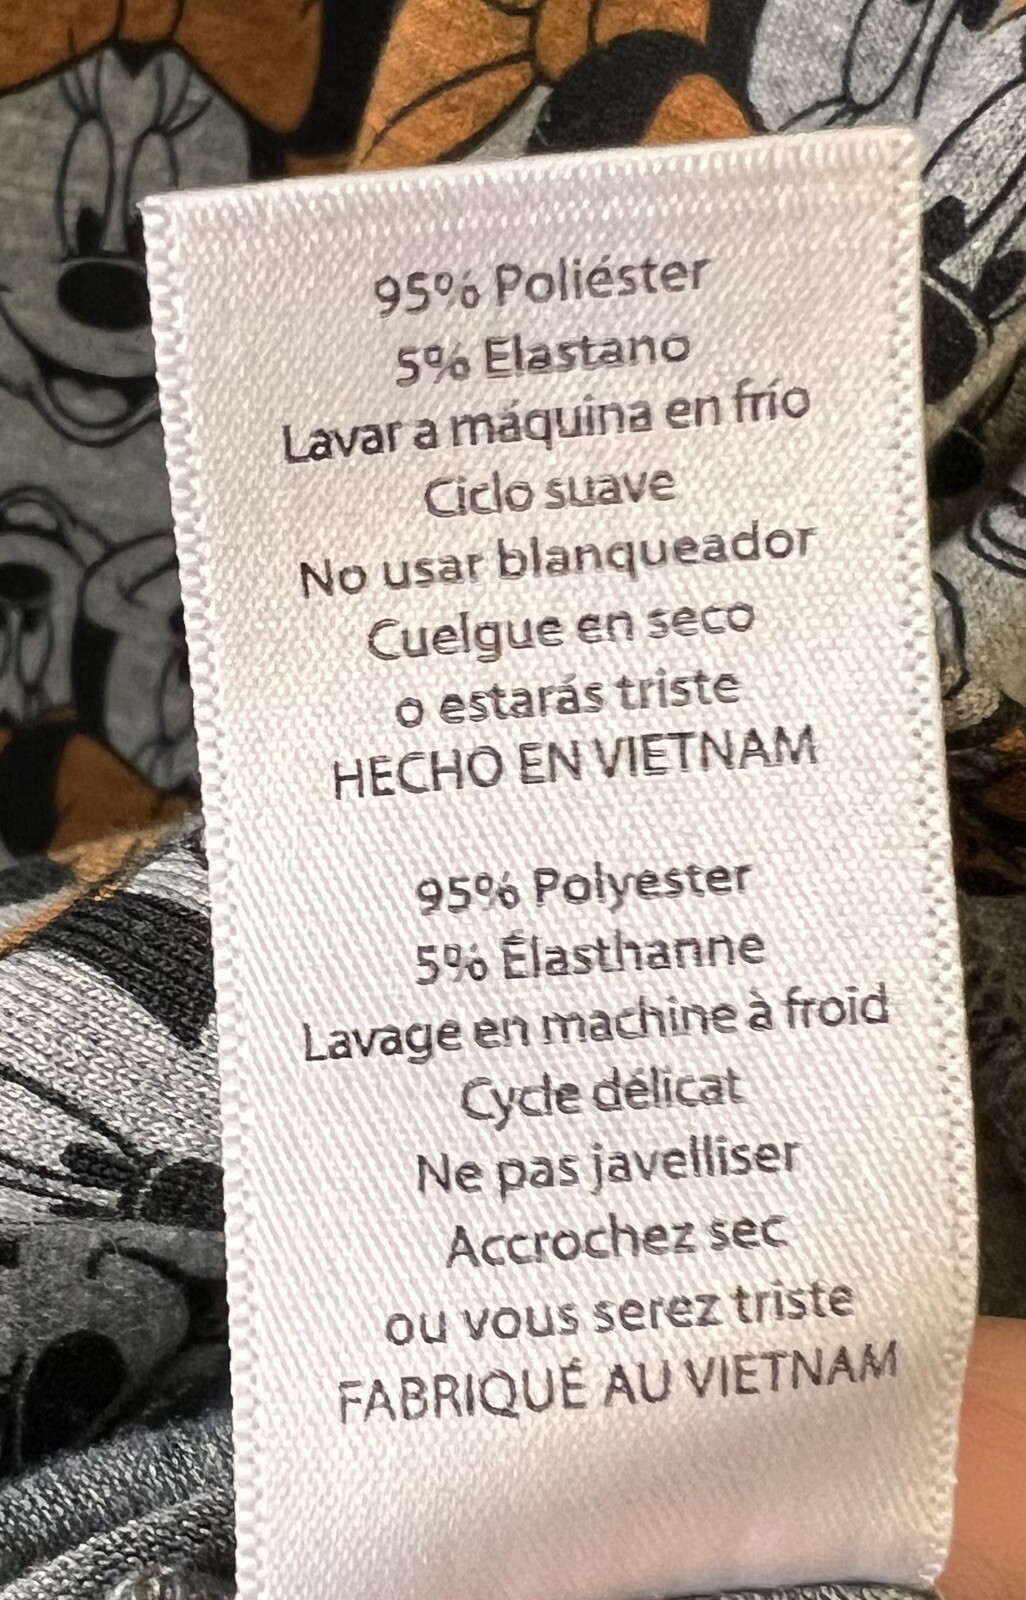 95% Poliéster
5% Elastano
Lavar a máquina en frío
Ciclo suave
No usar blanqueador
Cuelgue en seco
o estarás triste
HECHO EN VIETNAM
95% Polyester
5% Élasthanne
Lavage en machine à froid
Cycle délicat
Ne pas javelliser
Accrochez sec
ou vous serez triste
FABRIQUÉ AU VIETNAM